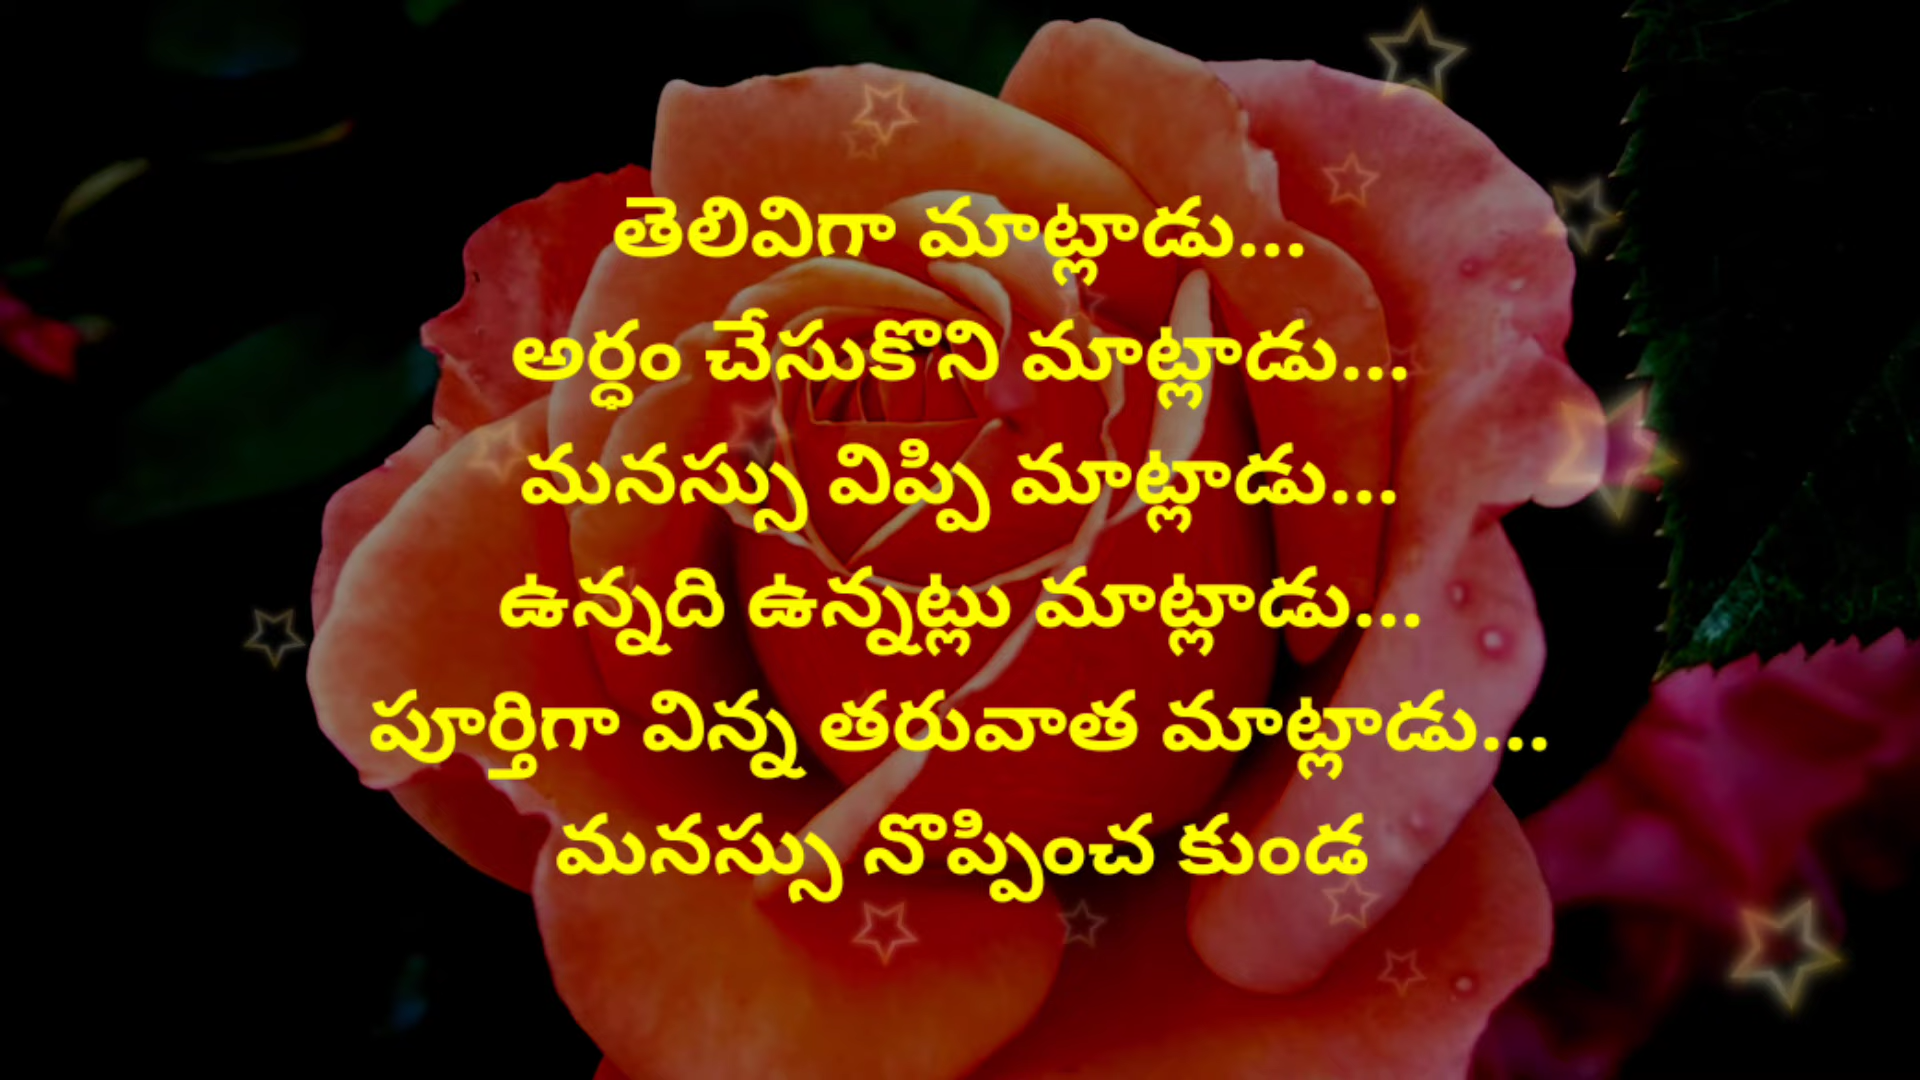 తెలివిగా మాట్లాడు...
అర్ధం చేసుకొని మాట్లాడు...
మనస్సు విప్పి మాట్లాడు...
ఉన్నది ఉన్నట్లు మాట్లాడు...
పూర్తిగా విన్న తరువాత మాట్లాడు...
మనస్సు నొప్పించ కుండ